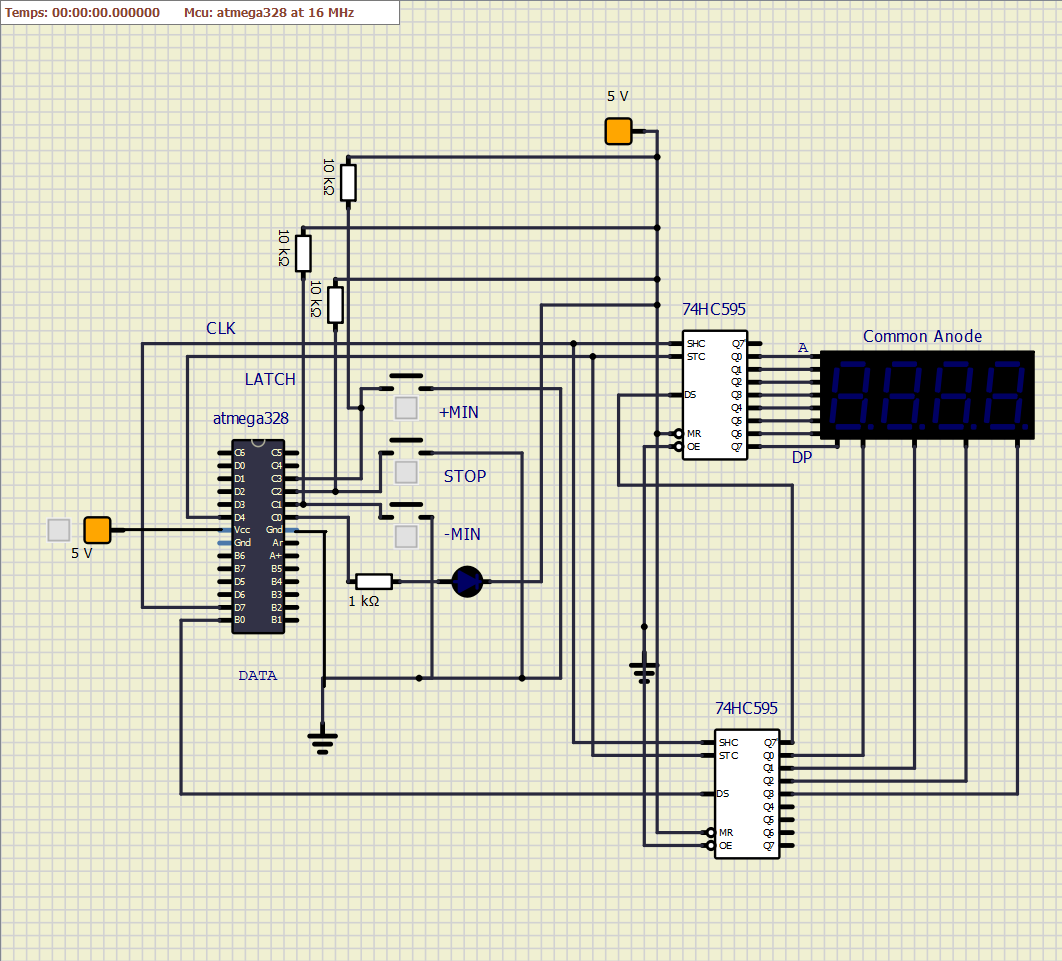 Temps: 00:00:00.000000 Mcu: atmega328 at 16 MHz
5 V
10 kΩ
10 kΩ
10 kΩ
74HC595
CLK
Common Anode
SHC Q7'
STC Q0
Q1
Q2
DS Q3
Q4
Q5
MR Q6
OE Q7
A
DP
LATCH
atmega328
+MIN
STOP
-MIN
C6 C5
D0 C4
D1 C3
D2 C2
D3 C1
D4 C0
Vcc Gnd
Gnd Ar
B6 A+
B7 B5
D5 B4
D6 B3
D7 B2
B0 B1
5 V
1 kΩ
DATA
74HC595
SHC Q7'
STC Q0
Q1
Q2
DS Q3
Q4
Q5
MR Q6
OE Q7